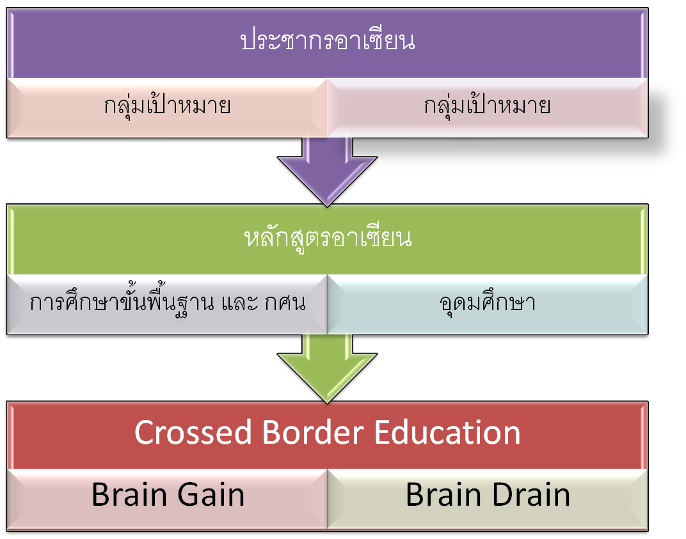 ประชากรอาเซียน
กลุ่มเป้าหมาย
กลุ่มเป้าหมาย
หลักสูตรอาเซียน
การศึกษาขั้นพื้นฐาน และ กศน
อุดมศึกษา
Crossed Border Education
Brain Gain
Brain Drain